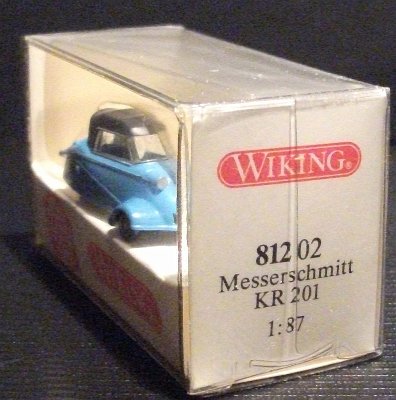 WIKING®
812 02
Messerschmitt
KR 201
1:87